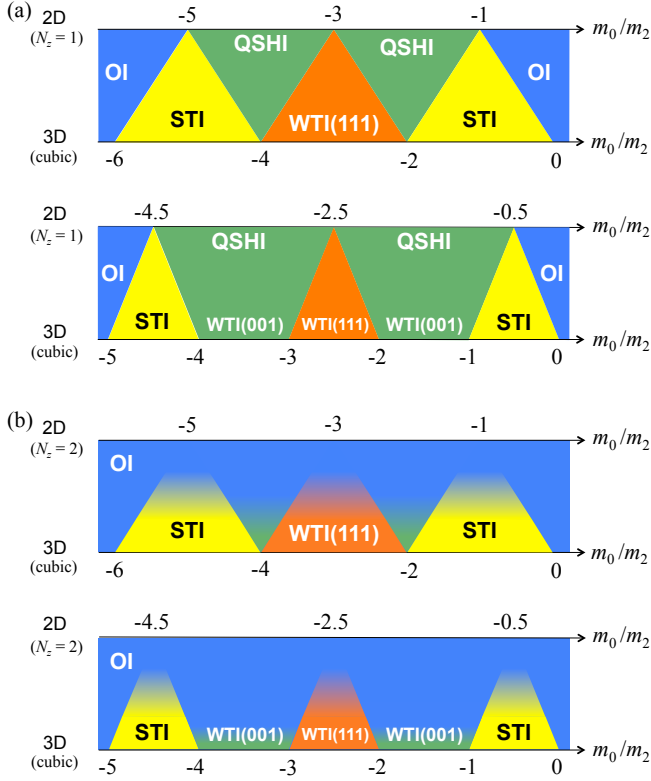 (a)
2D
(N_z = 1)
-5 -3 -1
m_0/m_2
OI QSHI QSHI OI
STI WTI(111) STI
3D
(cubic)
-6 -4 -2 0
m_0/m_2
2D
(N_z = 1)
-4.5 -2.5 -0.5
m_0/m_2
OI QSHI QSHI OI
STI WTI(001) WTI(111) WTI(001) STI
3D
(cubic)
-5 -4 -3 -2 -1 0
m_0/m_2
(b)
2D
(N_z = 2)
-5 -3 -1
m_0/m_2
OI
STI WTI(111) STI
3D
(cubic)
-6 -4 -2 0
m_0/m_2
2D
(N_z = 2)
-4.5 -2.5 -0.5
m_0/m_2
OI
STI WTI(001) WTI(111) WTI(001) STI
3D
(cubic)
-5 -4 -3 -2 -1 0
m_0/m_2